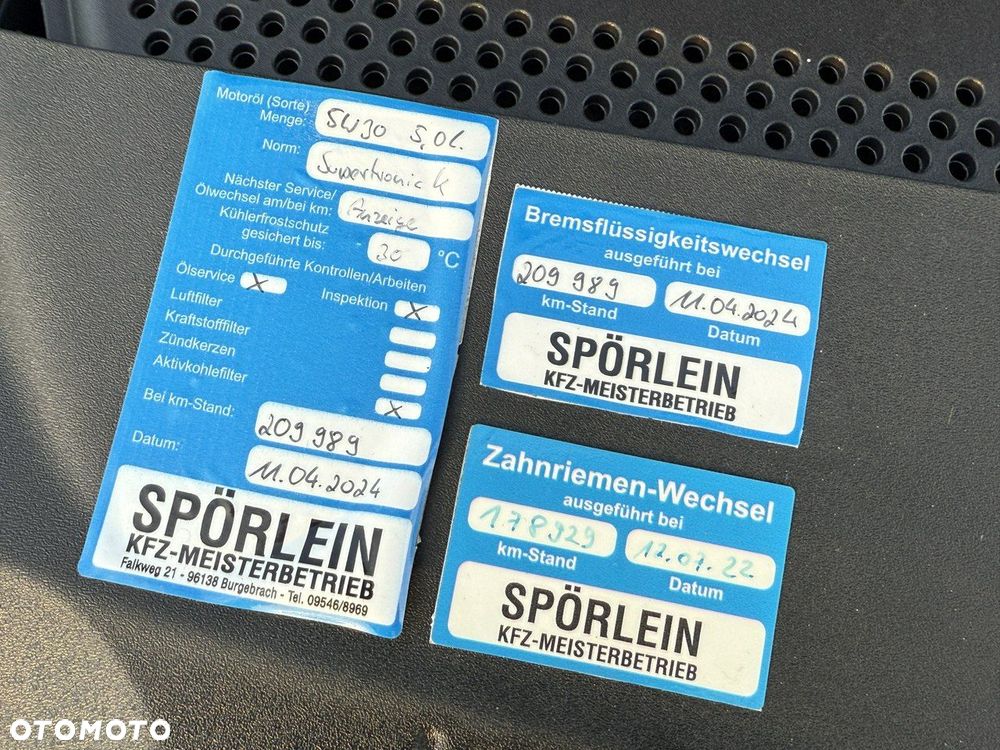 Motoröl (Sorte)
Menge: 5W30 5,0l.
Norm: Supertronic k
Nächster Service/
Ölwechsel am/bei km: Anzeige
Kühlerfrostschutz
gesichert bis: 30 °C
Durchgeführte Kontrollen/Arbeiten
Ölservice X Inspektion X
Luftfilter
Kraftstofffilter
Zündkerzen
Aktivkohlefilter X
Bei km-Stand: 209 989
Datum: 11.04.2024
SPÖRLEIN
KFZ-MEISTERBETRIEB
Falkweg 21 - 96138 Burgebrach - Tel. 09546/8969
Bremsflüssigkeitswechsel
ausgeführt bei
209 989 11.04.2024
km-Stand Datum
SPÖRLEIN
KFZ-MEISTERBETRIEB
Zahnriemen-Wechsel
ausgeführt bei
178929 12.07.22
km-Stand Datum
SPÖRLEIN
KFZ-MEISTERBETRIEB
OTOMOTO